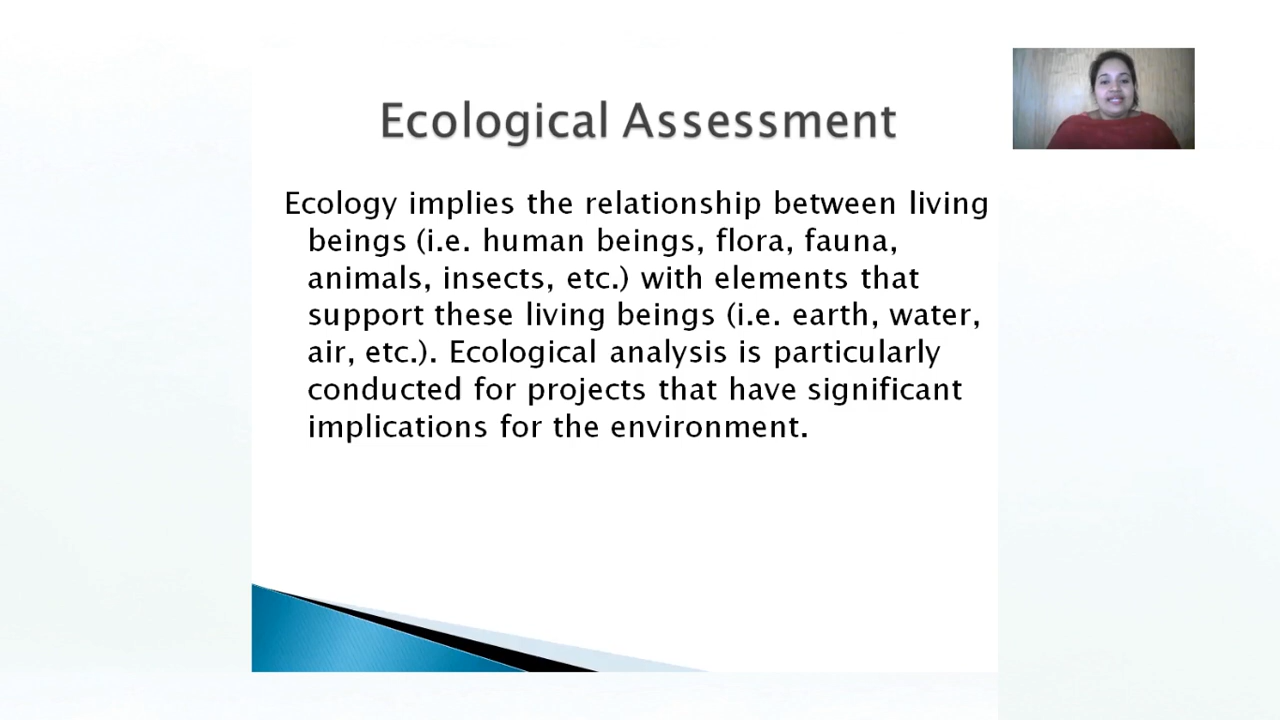 Ecological Assessment
Ecology implies the relationship between living
beings (i.e. human beings, flora, fauna,
animals, insects, etc.) with elements that
support these living beings (i.e. earth, water,
air, etc.). Ecological analysis is particularly
conducted for projects that have significant
implications for the environment.